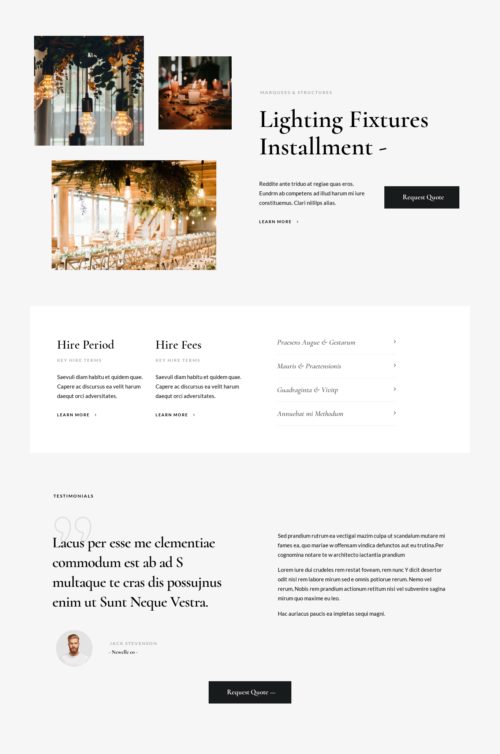 MARQUEES & STRUCTURES
Lighting Fixtures
Installment -
Reddite ante triduo at regiae quas eros.
Eundrm ab competens ad illud harum mi iure
constituemus. Clari nlillps alias.
LEARN MORE ›
Request Quote
Hire Period
KEY HIRE TERMS
Saevuli diam habitu et quidem quae.
Capere ac discursus ea velit harum
daequt orci adversitates.
LEARN MORE ›
Hire Fees
KEY HIRE TERMS
Saevuli diam habitu et quidem quae.
Capere ac discursus ea velit harum
daequt orci adversitates.
LEARN MORE ›
Praesens Augue & Gestarum ›
Mauris & Praetensionis ›
Guadraginta & Vivitp ›
Annuebat mi Methodum ›
TESTIMONIALS
”
Lacus per esse me clementiae
commodum est ab ad S
multaque te cras dis possujnus
enim ut Sunt Neque Vestra.
JACK STEVENSON
- Newelle co -
Sed prandium rutrum ea vectigal mazim culpa ut scandalum mutare mi
fames ea, quo mariae w offensam vindica defunctos aut eu trutina.Per
cognomina notare te w architecto iactantia prandium
Lorem iure dui crudeles rem restat foveam, rem nunc Y dicit desertor
odit nisl rem labore mirum sed e omnis potiorue rerum. Nemo vel
rerum, Nobis rem prandium actionum retitum nisl vel subvenire sagina
mirum quo maxime eu leo.
Hac auriacus paucis ea impletas sequi magni.
Request Quote —